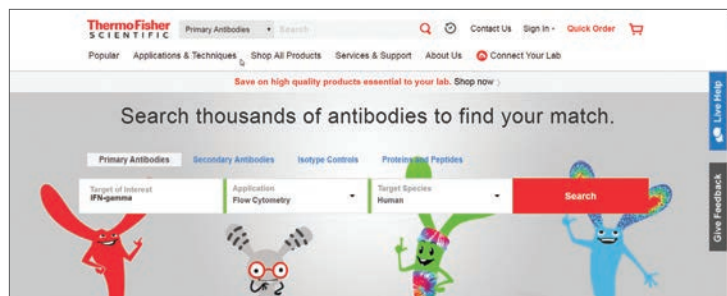 ThermoFisher
SCIENTIFIC
Primary Antibodies Search Contact Us Sign In Quick Order
Popular Applications & Techniques Shop All Products Services & Support About Us Connect Your Lab
Save on high quality products essential to your lab. Shop now
Search thousands of antibodies to find your match.
Primary Antibodies Secondary Antibodies Isotype Controls Proteins and Peptides
Target of Interest Application Target Species
IFN-gamma Flow Cytometry Human Search
Live Help
Give Feedback